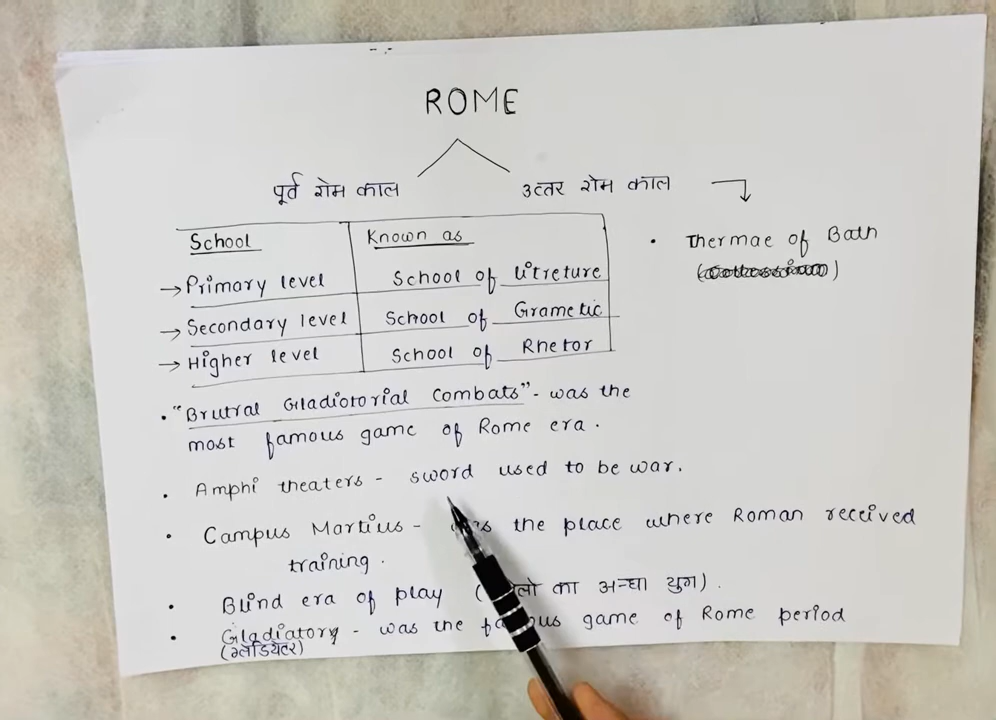 ROME
पूर्व रोम काल उत्तर रोम काल
School Known as
→ Primary level School of Litreture
→ Secondary level School of Grametic
→ Higher level School of Rhetor
• Thermae of Bath
• "Brutral Gladiotorial Combats" - was the
most famous game of Rome era.
• Amphi theaters - sword used to be war.
• Campus Martius - the place where Roman received
training.
• Blind era of play ( का अन्धा युग).
• Gladiatory - was the game of Rome period
(ग्लेडियेटर)